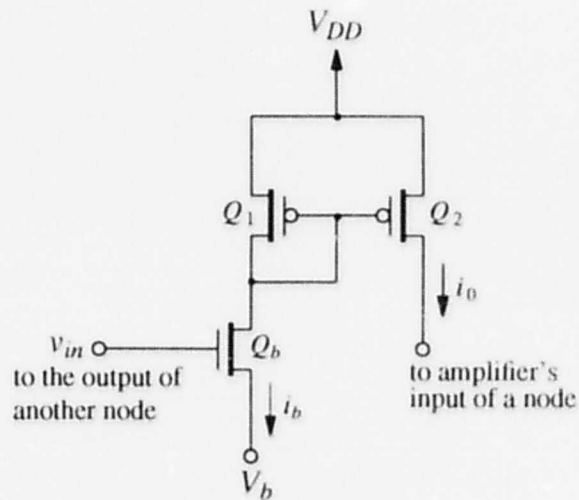 V_DD
Q_1
Q_2
i_0
v_in
Q_b
to the output of
another node
to amplifier's
input of a node
i_b
V_b